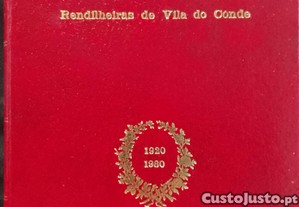 Rendilheiras de Vila do Conde
1920
1980
CustoJusto.pt